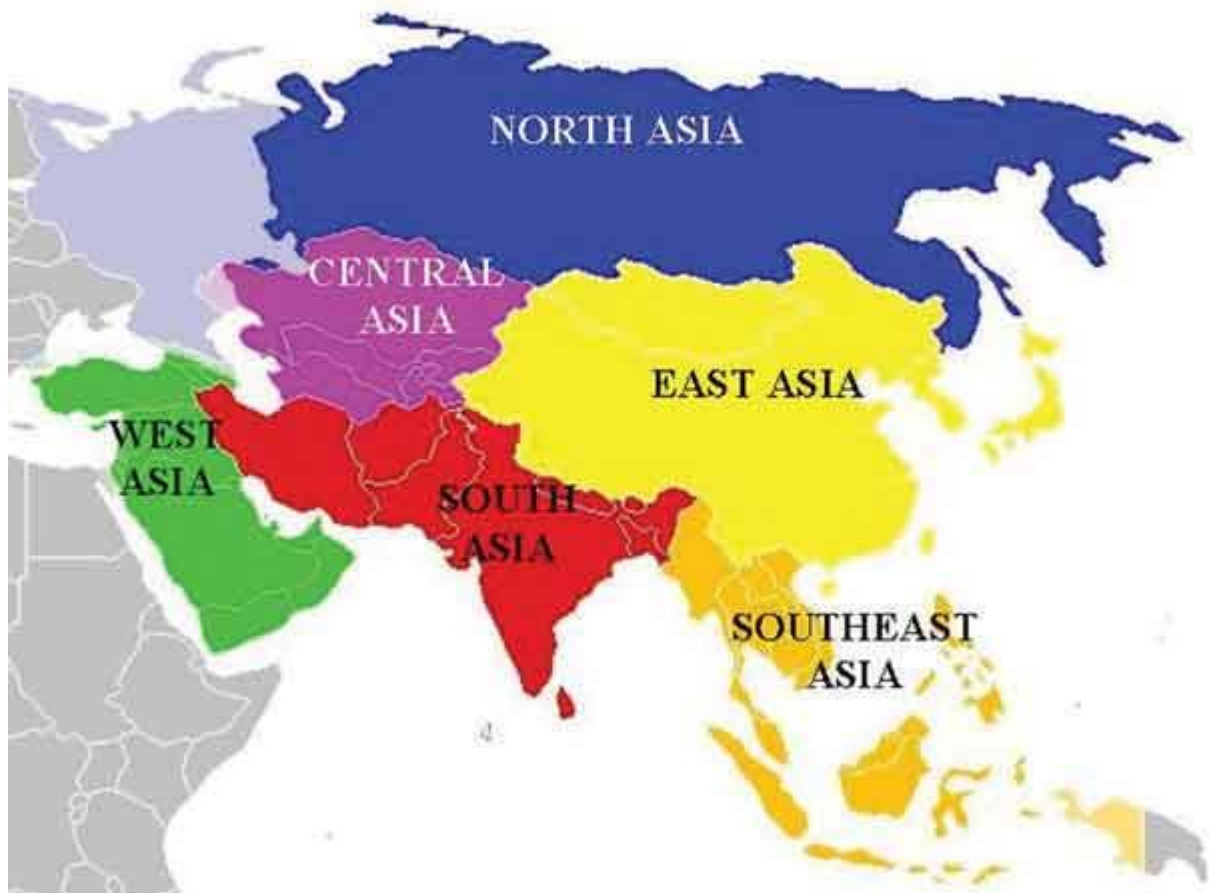 NORTH ASIA
CENTRAL
ASIA
EAST ASIA
WEST
ASIA
SOUTH
ASIA
SOUTHEAST
ASIA